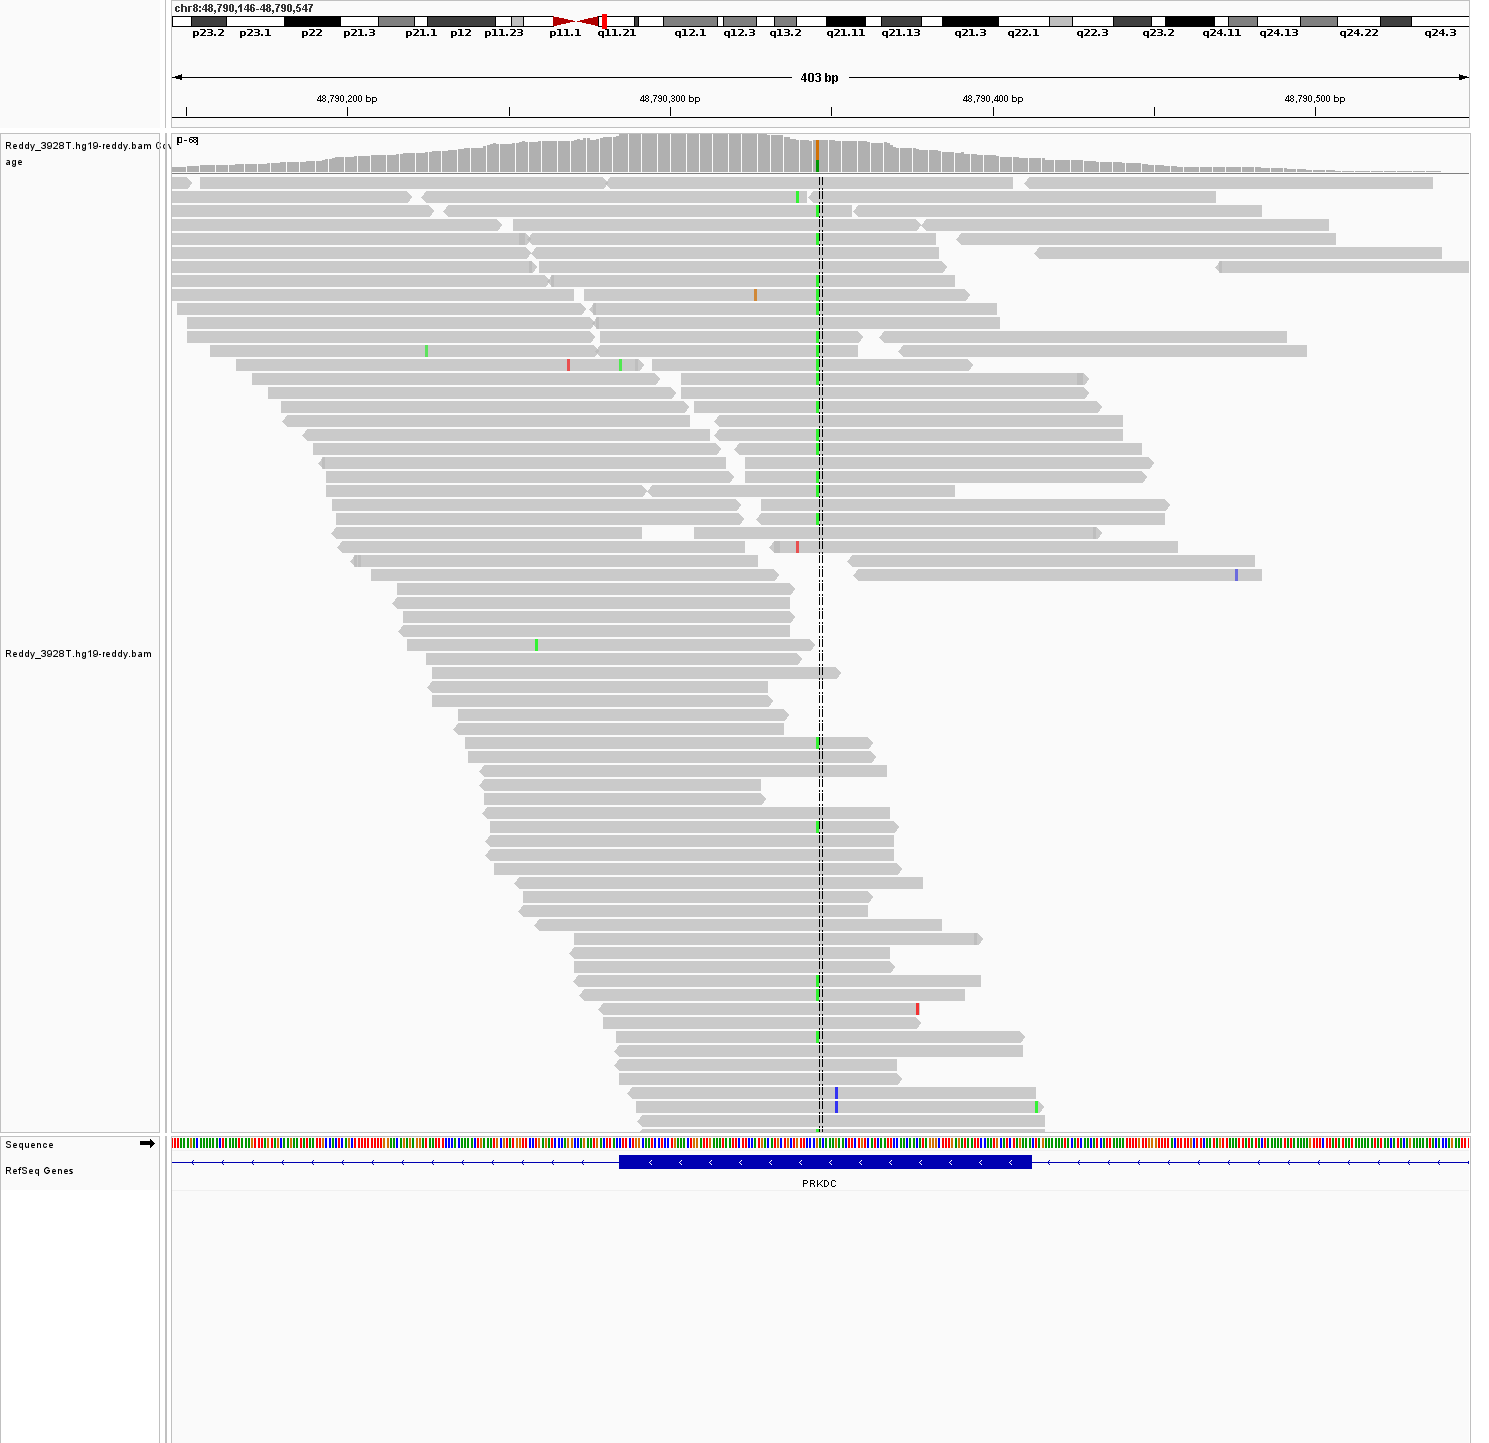 chr8:48,790,146-48,790,547
p23.2 p23.1 p22 p21.3 p21.1 p12 p11.23 p11.1 q11.21 q12.1 q12.3 q13.2 q21.11 q21.13 q21.3 q22.1 q22.3 q23.2 q24.11 q24.13 q24.22 q24.3
403 bp
48,790,200 bp 48,790,300 bp 48,790,400 bp 48,790,500 bp
Reddy_3928T.hg19-reddy.bam Cov
age
Reddy_3928T.hg19-reddy.bam
Sequence
RefSeq Genes
PRKDC